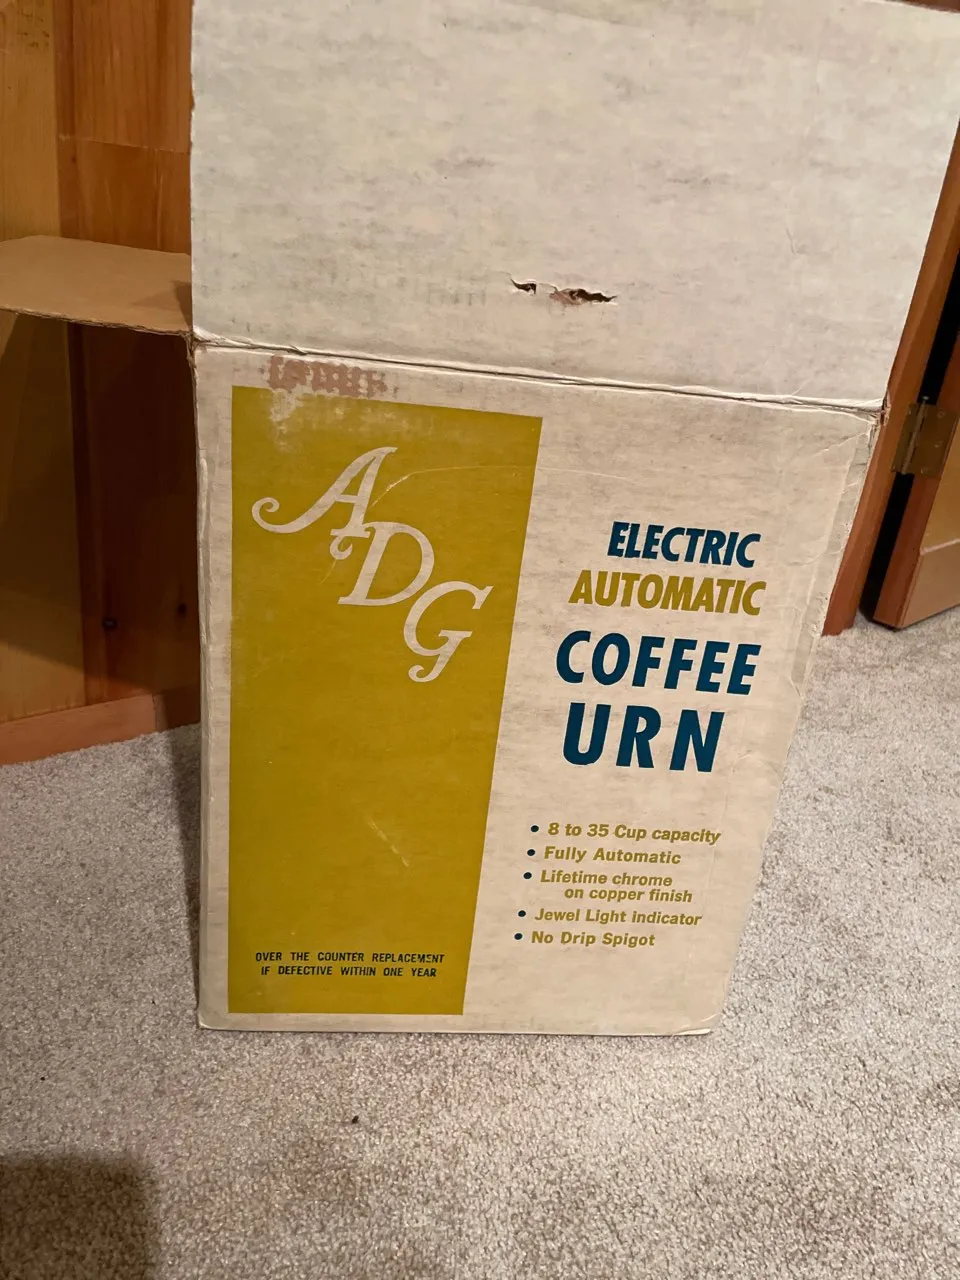 ADG
ELECTRIC
AUTOMATIC
COFFEE
URN
• 8 to 35 Cup capacity
• Fully Automatic
• Lifetime chrome
on copper finish
• Jewel Light indicator
• No Drip Spigot
OVER THE COUNTER REPLACEMENT
IF DEFECTIVE WITHIN ONE YEAR